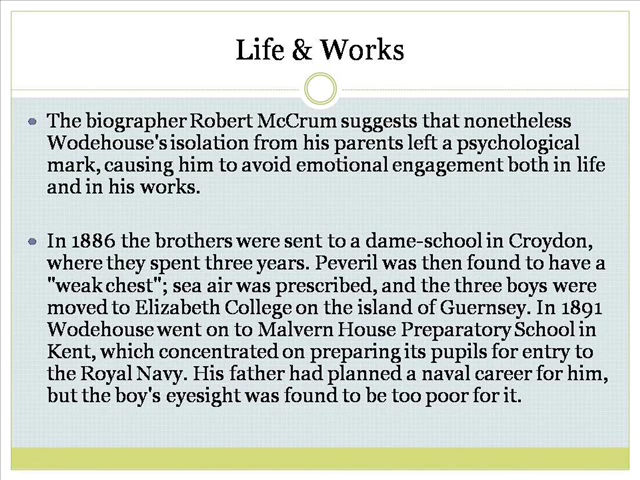 Life & Works
The biographer Robert McCrum suggests that nonetheless
Wodehouse's isolation from his parents left a psychological
mark, causing him to avoid emotional engagement both in life
and in his works.
In 1886 the brothers were sent to a dame-school in Croydon,
where they spent three years. Peveril was then found to have a
"weak chest"; sea air was prescribed, and the three boys were
moved to Elizabeth College on the island of Guernsey. In 1891
Wodehouse went on to Malvern House Preparatory School in
Kent, which concentrated on preparing its pupils for entry to
the Royal Navy. His father had planned a naval career for him,
but the boy's eyesight was found to be too poor for it.